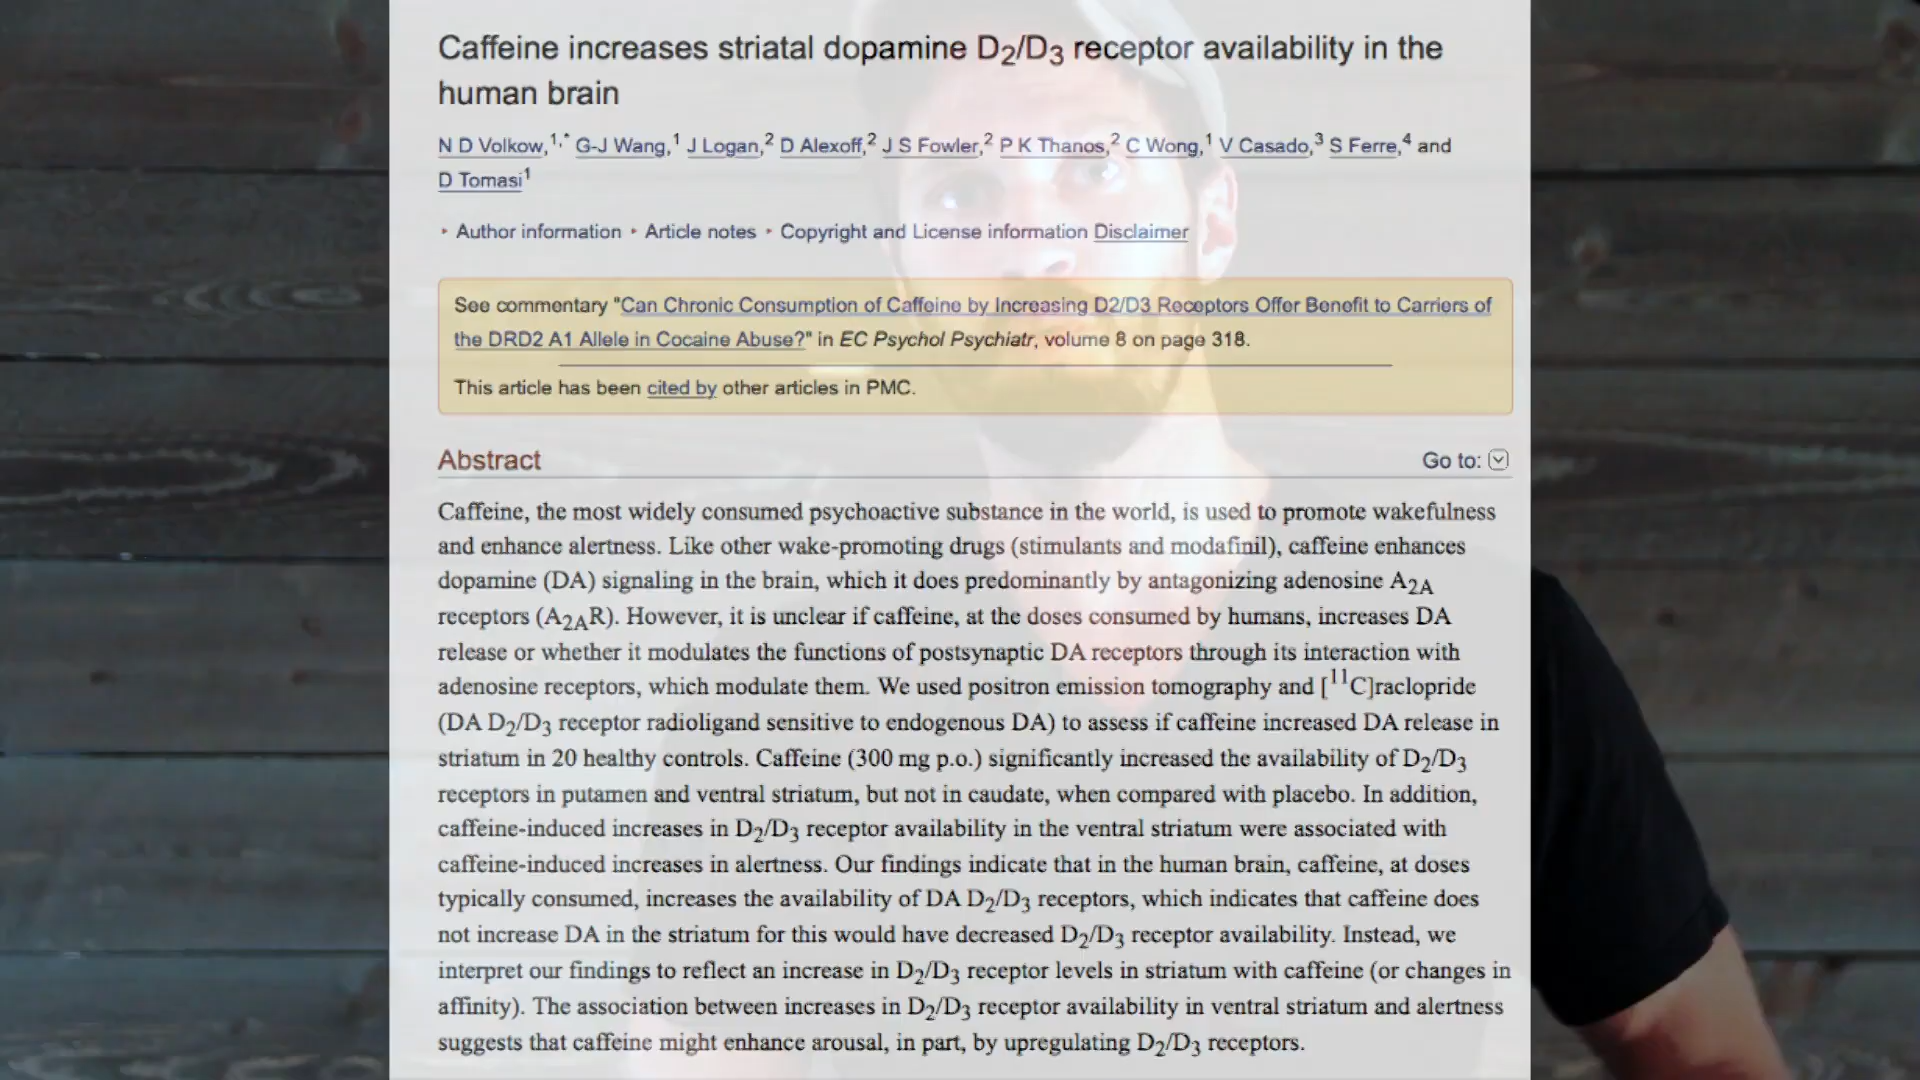 Caffeine increases striatal dopamine D2/D3 receptor availability in the
human brain
N D Volkow,1,* G-J Wang,1 J Logan,2 D Alexoff,2 J S Fowler,2 P K Thanos,2 C Wong,1 V Casado,3 S Ferre,4 and
D Tomasi1
‣ Author information ‣ Article notes ‣ Copyright and License information Disclaimer
See commentary "Can Chronic Consumption of Caffeine by Increasing D2/D3 Receptors Offer Benefit to Carriers of
the DRD2 A1 Allele in Cocaine Abuse?" in EC Psychol Psychiatr, volume 8 on page 318.
This article has been cited by other articles in PMC.
Abstract
Go to:
Caffeine, the most widely consumed psychoactive substance in the world, is used to promote wakefulness
and enhance alertness. Like other wake-promoting drugs (stimulants and modafinil), caffeine enhances
dopamine (DA) signaling in the brain, which it does predominantly by antagonizing adenosine A2A
receptors (A2AR). However, it is unclear if caffeine, at the doses consumed by humans, increases DA
release or whether it modulates the functions of postsynaptic DA receptors through its interaction with
adenosine receptors, which modulate them. We used positron emission tomography and [11C]raclopride
(DA D2/D3 receptor radioligand sensitive to endogenous DA) to assess if caffeine increased DA release in
striatum in 20 healthy controls. Caffeine (300 mg p.o.) significantly increased the availability of D2/D3
receptors in putamen and ventral striatum, but not in caudate, when compared with placebo. In addition,
caffeine-induced increases in D2/D3 receptor availability in the ventral striatum were associated with
caffeine-induced increases in alertness. Our findings indicate that in the human brain, caffeine, at doses
typically consumed, increases the availability of DA D2/D3 receptors, which indicates that caffeine does
not increase DA in the striatum for this would have decreased D2/D3 receptor availability. Instead, we
interpret our findings to reflect an increase in D2/D3 receptor levels in striatum with caffeine (or changes in
affinity). The association between increases in D2/D3 receptor availability in ventral striatum and alertness
suggests that caffeine might enhance arousal, in part, by upregulating D2/D3 receptors.